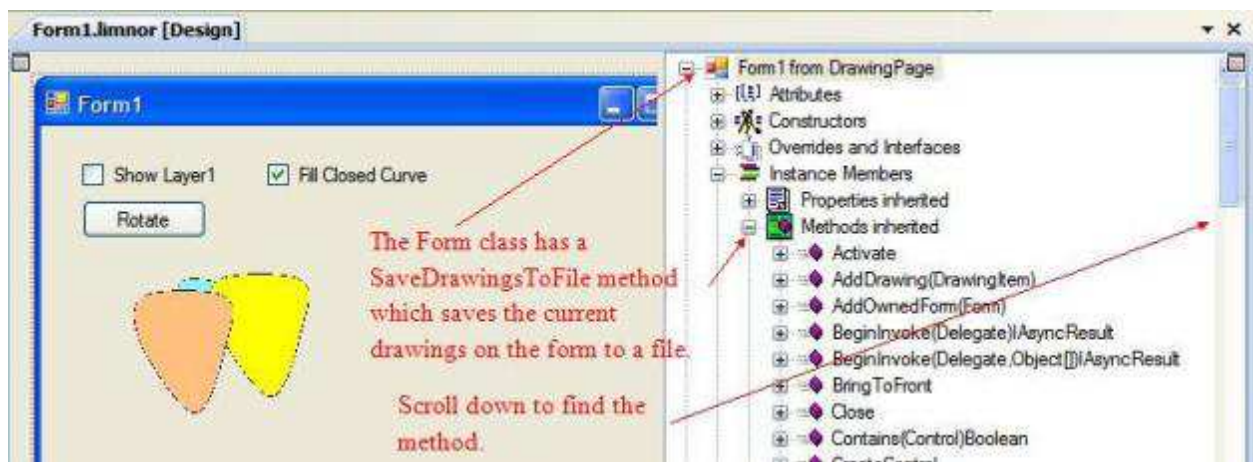 Form1.limnor [Design]
Form1
Show Layer1
Fill Closed Curve
Rotate
The Form class has a
SaveDrawingsToFile method
which saves the current
drawings on the form to a file.
Scroll down to find the
method.
Form1 from DrawingPage
Attributes
Constructors
Overrides and Interfaces
Instance Members
Properties inherited
Methods inherited
Activate
AddDrawing(DrawingItem)
AddOwnedForm(Form)
BeginInvoke(Delegate)IAsyncResult
BeginInvoke(Delegate,Object[])IAsyncResult
BringToFront
Close
Contains(Control)Boolean
CreateControl